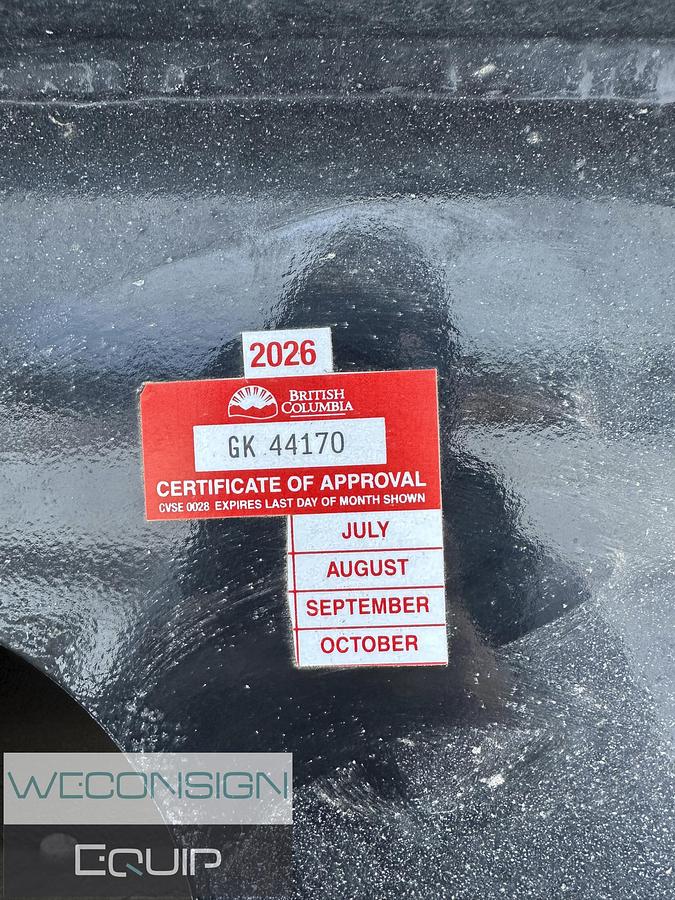 2026
BRITISH
COLUMBIA
GK 44170
CERTIFICATE OF APPROVAL
CVSE 0028 EXPIRES LAST DAY OF MONTH SHOWN
JULY
AUGUST
SEPTEMBER
OCTOBER
WECONSIGN
EQUIP